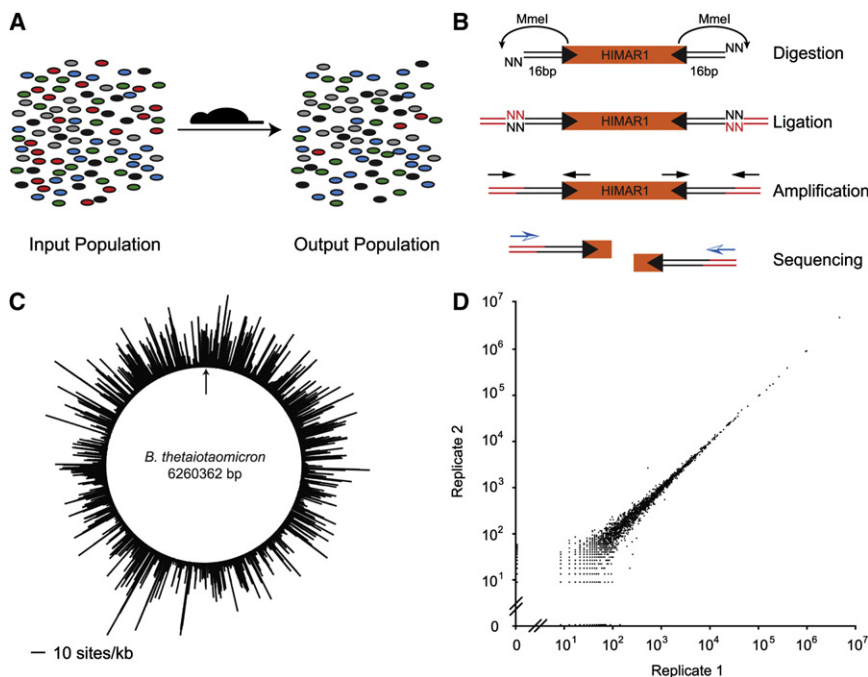 A
Input Population
Output Population
B
MmeI
MmeI
NN
NN
HIMAR1
16bp
16bp
Digestion
NN
NN
HIMAR1
NN
NN
Ligation
HIMAR1
Amplification
Sequencing
C
B. thetaiotaomicron
6260362 bp
10 sites/kb
D
Replicate 2
10^7
10^6
10^5
10^4
10^3
10^2
10^1
0
0
10^1
10^2
10^3
10^4
10^5
10^6
10^7
Replicate 1